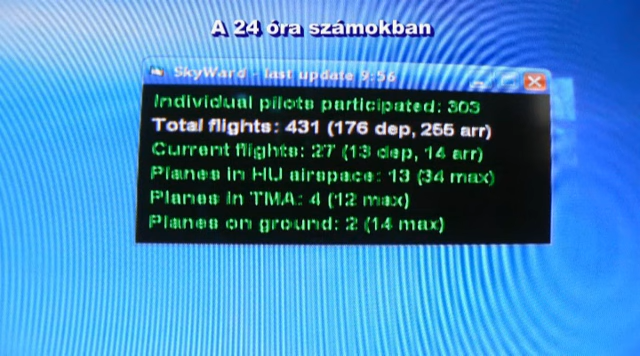 A 24 óra számokban
SkyWard - last update 9:56
Individual pilots participated: 303
Total flights: 431 (176 dep, 255 arr)
Current flights: 27 (13 dep, 14 arr)
Planes in HU airspace: 13 (34 max)
Planes in TMA: 4 (12 max)
Planes on ground: 2 (14 max)